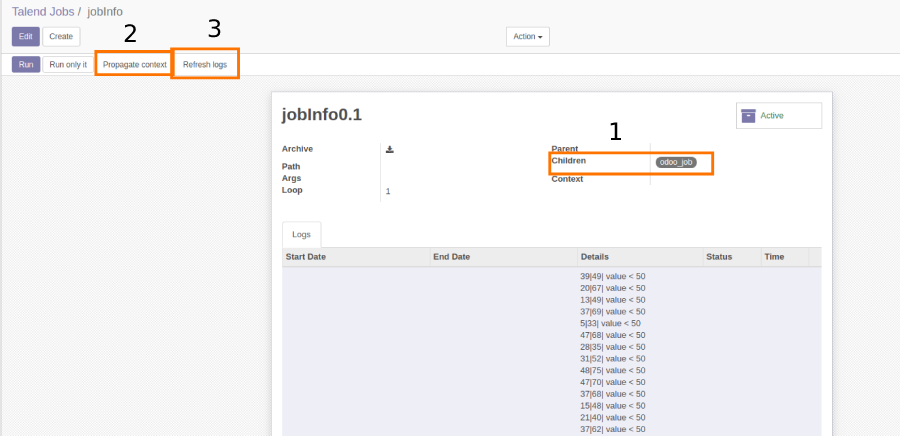 Talend Jobs / jobInfo
2 3
Edit Create Action
Run Run only it Propagate context Refresh logs
jobInfo0.1
Active
1
Archive
Parent
Children odoo_job
Path
Args
Context
Loop 1
Logs
Start Date End Date Details Status Time
39|49| value < 50
20|67| value < 50
13|49| value < 50
37|69| value < 50
5|33| value < 50
47|68| value < 50
28|35| value < 50
31|52| value < 50
48|75| value < 50
47|70| value < 50
37|68| value < 50
15|48| value < 50
21|40| value < 50
37|62| value < 50